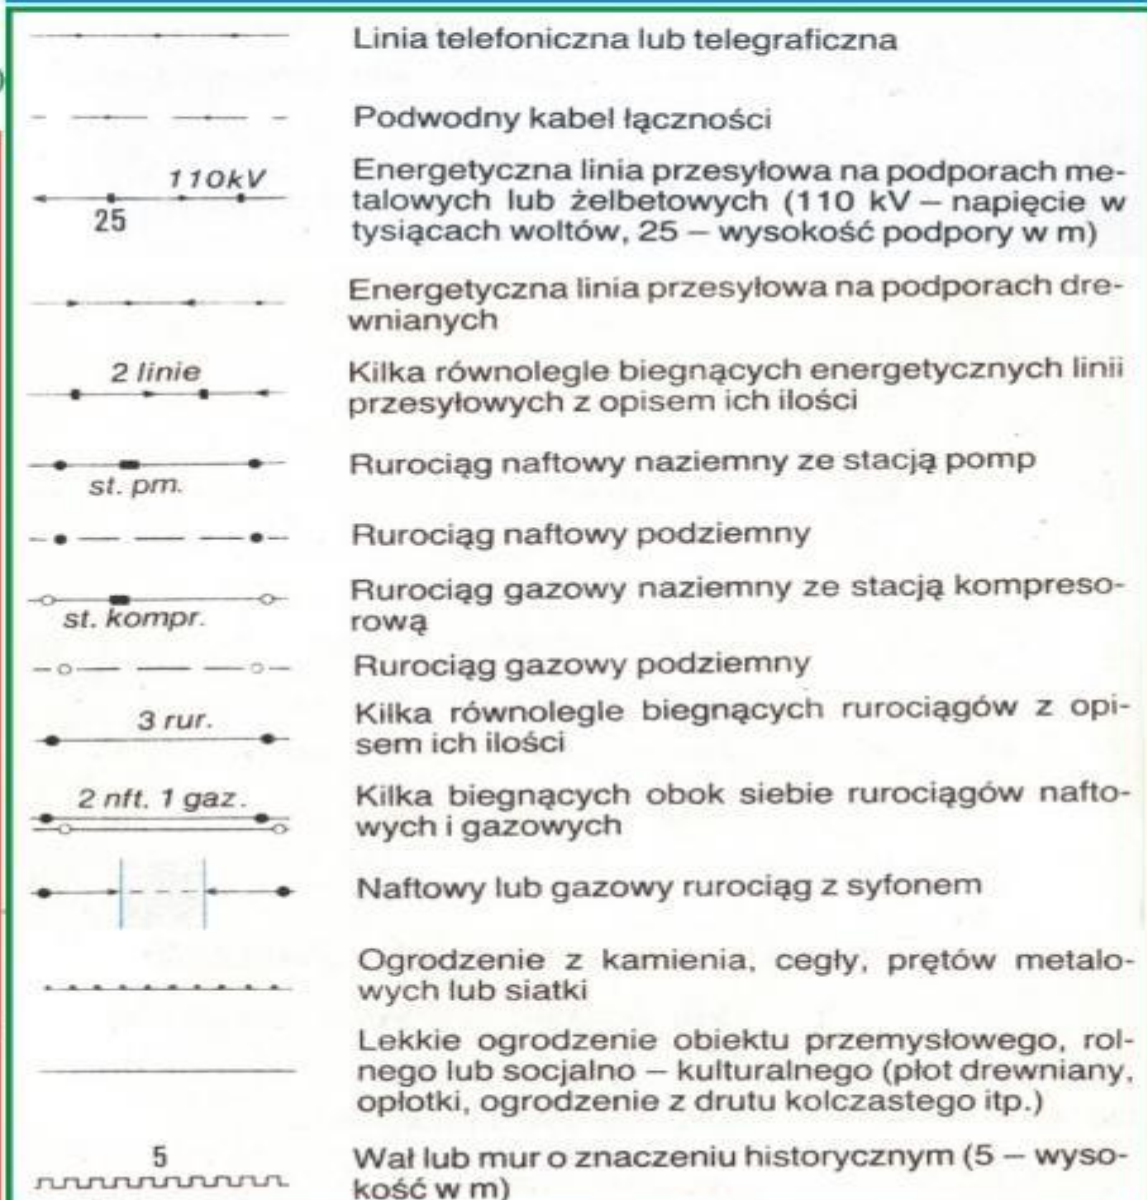 Linia telefoniczna lub telegraficzna
Podwodny kabel łączności
110kV
25
Energetyczna linia przesyłowa na podporach me-
talowych lub żelbetowych (110 kV – napięcie w
tysiącach woltów, 25 – wysokość podpory w m)
Energetyczna linia przesyłowa na podporach dre-
wnianych
2 linie
Kilka równolegle biegnących energetycznych linii
przesyłowych z opisem ich ilości
st. pm.
Rurociąg naftowy naziemny ze stacją pomp
Rurociąg naftowy podziemny
st. kompr.
Rurociąg gazowy naziemny ze stacją kompreso-
rową
Rurociąg gazowy podziemny
3 rur.
Kilka równolegle biegnących rurociągów z opi-
sem ich ilości
2 nft. 1 gaz.
Kilka biegnących obok siebie rurociągów nafto-
wych i gazowych
Naftowy lub gazowy rurociąg z syfonem
Ogrodzenie z kamienia, cegły, prętów metalo-
wych lub siatki
Lekkie ogrodzenie obiektu przemysłowego, rol-
nego lub socjalno – kulturalnego (płot drewniany,
opłotki, ogrodzenie z drutu kolczastego itp.)
5
Wał lub mur o znaczeniu historycznym (5 – wyso-
kość w m)